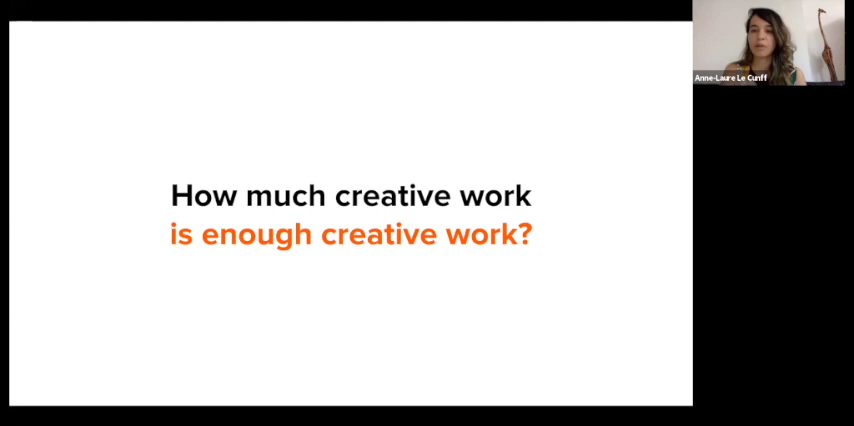 How much creative work
is enough creative work?
Anne-Laure Le Cunff